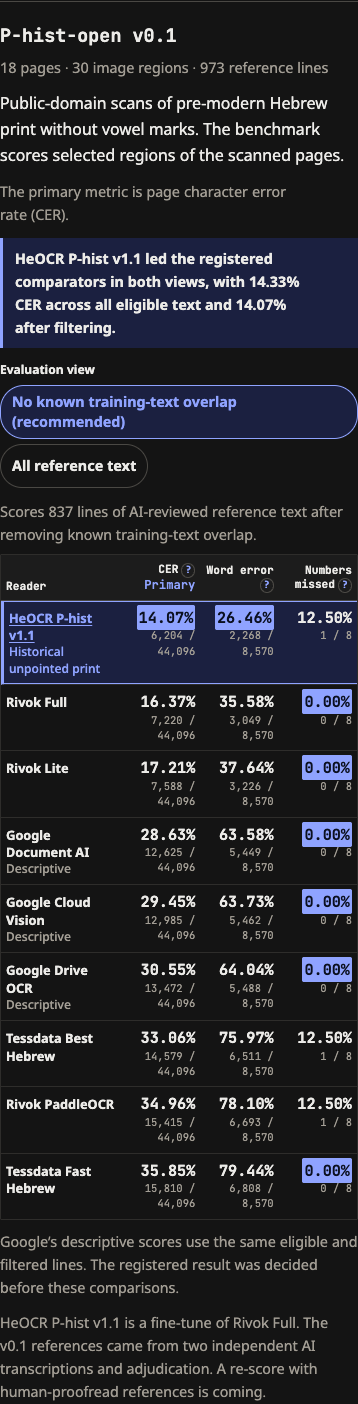 P-hist-open v0.1
18 pages · 30 image regions · 973 reference lines
Public-domain scans of pre-modern Hebrew
print without vowel marks. The benchmark
scores selected regions of the scanned pages.
The primary metric is page character error
rate (CER).
HeOCR P-hist v1.1 led the registered
comparators in both views, with 14.33%
CER across all eligible text and 14.07%
after filtering.
Evaluation view
No known training-text overlap
(recommended)
All reference text
Scores 837 lines of AI-reviewed reference text after
removing known training-text overlap.
CER ? Word error Numbers
Reader Primary ? missed ?
HeOCR P-hist 14.07% 26.46% 12.50%
v1.1 6,204 / 2,268 / 1 / 8
Historical 44,096 8,570
unpointed print
Rivok Full 16.37% 35.58% 0.00%
7,220 / 3,049 / 0 / 8
44,096 8,570
Rivok Lite 17.21% 37.64% 0.00%
7,588 / 3,226 / 0 / 8
44,096 8,570
Google 28.63% 63.58% 0.00%
Document AI 12,625 / 5,449 / 0 / 8
Descriptive 44,096 8,570
Google Cloud 29.45% 63.73% 0.00%
Vision 12,985 / 5,462 / 0 / 8
Descriptive 44,096 8,570
Google Drive 30.55% 64.04% 0.00%
OCR 13,472 / 5,488 / 0 / 8
Descriptive 44,096 8,570
Tessdata Best 33.06% 75.97% 12.50%
Hebrew 14,579 / 6,511 / 1 / 8
44,096 8,570
Rivok PaddleOCR 34.96% 78.10% 12.50%
15,415 / 6,693 / 1 / 8
44,096 8,570
Tessdata Fast 35.85% 79.44% 0.00%
Hebrew 15,810 / 6,808 / 0 / 8
44,096 8,570
Google's descriptive scores use the same eligible and
filtered lines. The registered result was decided
before these comparisons.
HeOCR P-hist v1.1 is a fine-tune of Rivok Full. The
v0.1 references came from two independent AI
transcriptions and adjudication. A re-score with
human-proofread references is coming.